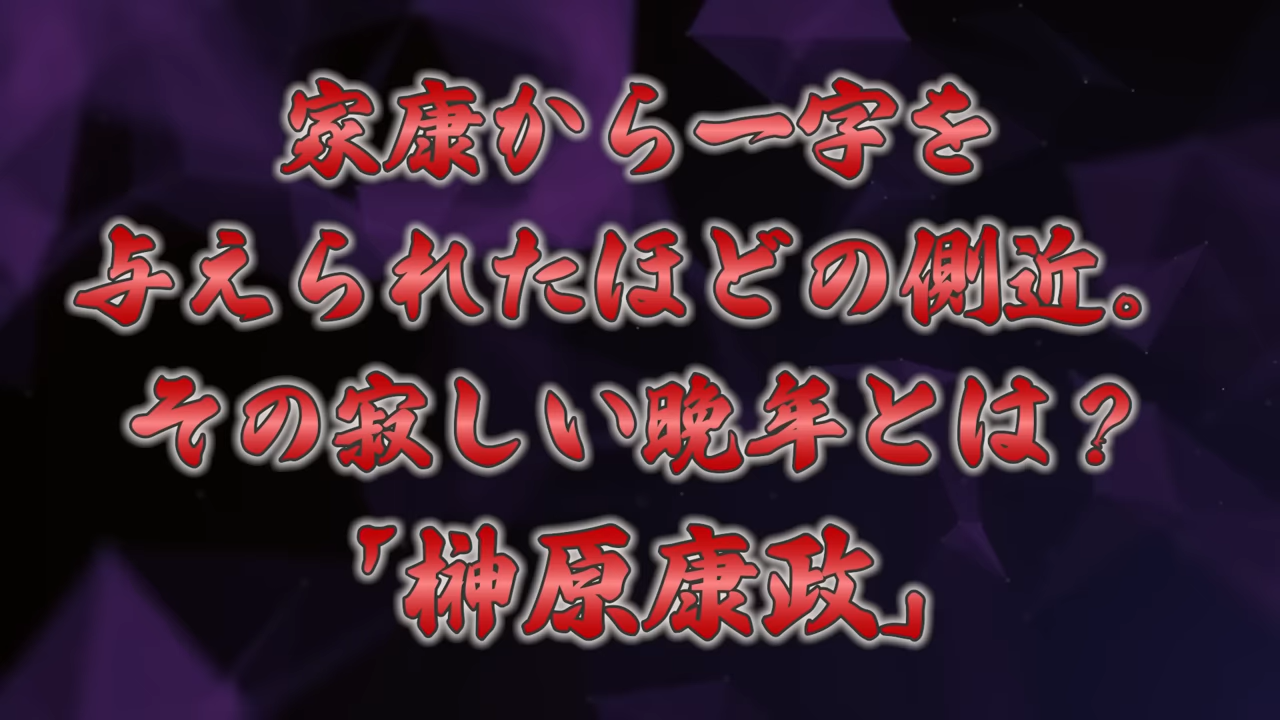 家康から一字を
与えられたほどの側近。
その寂しい晩年とは？
「榊原康政」